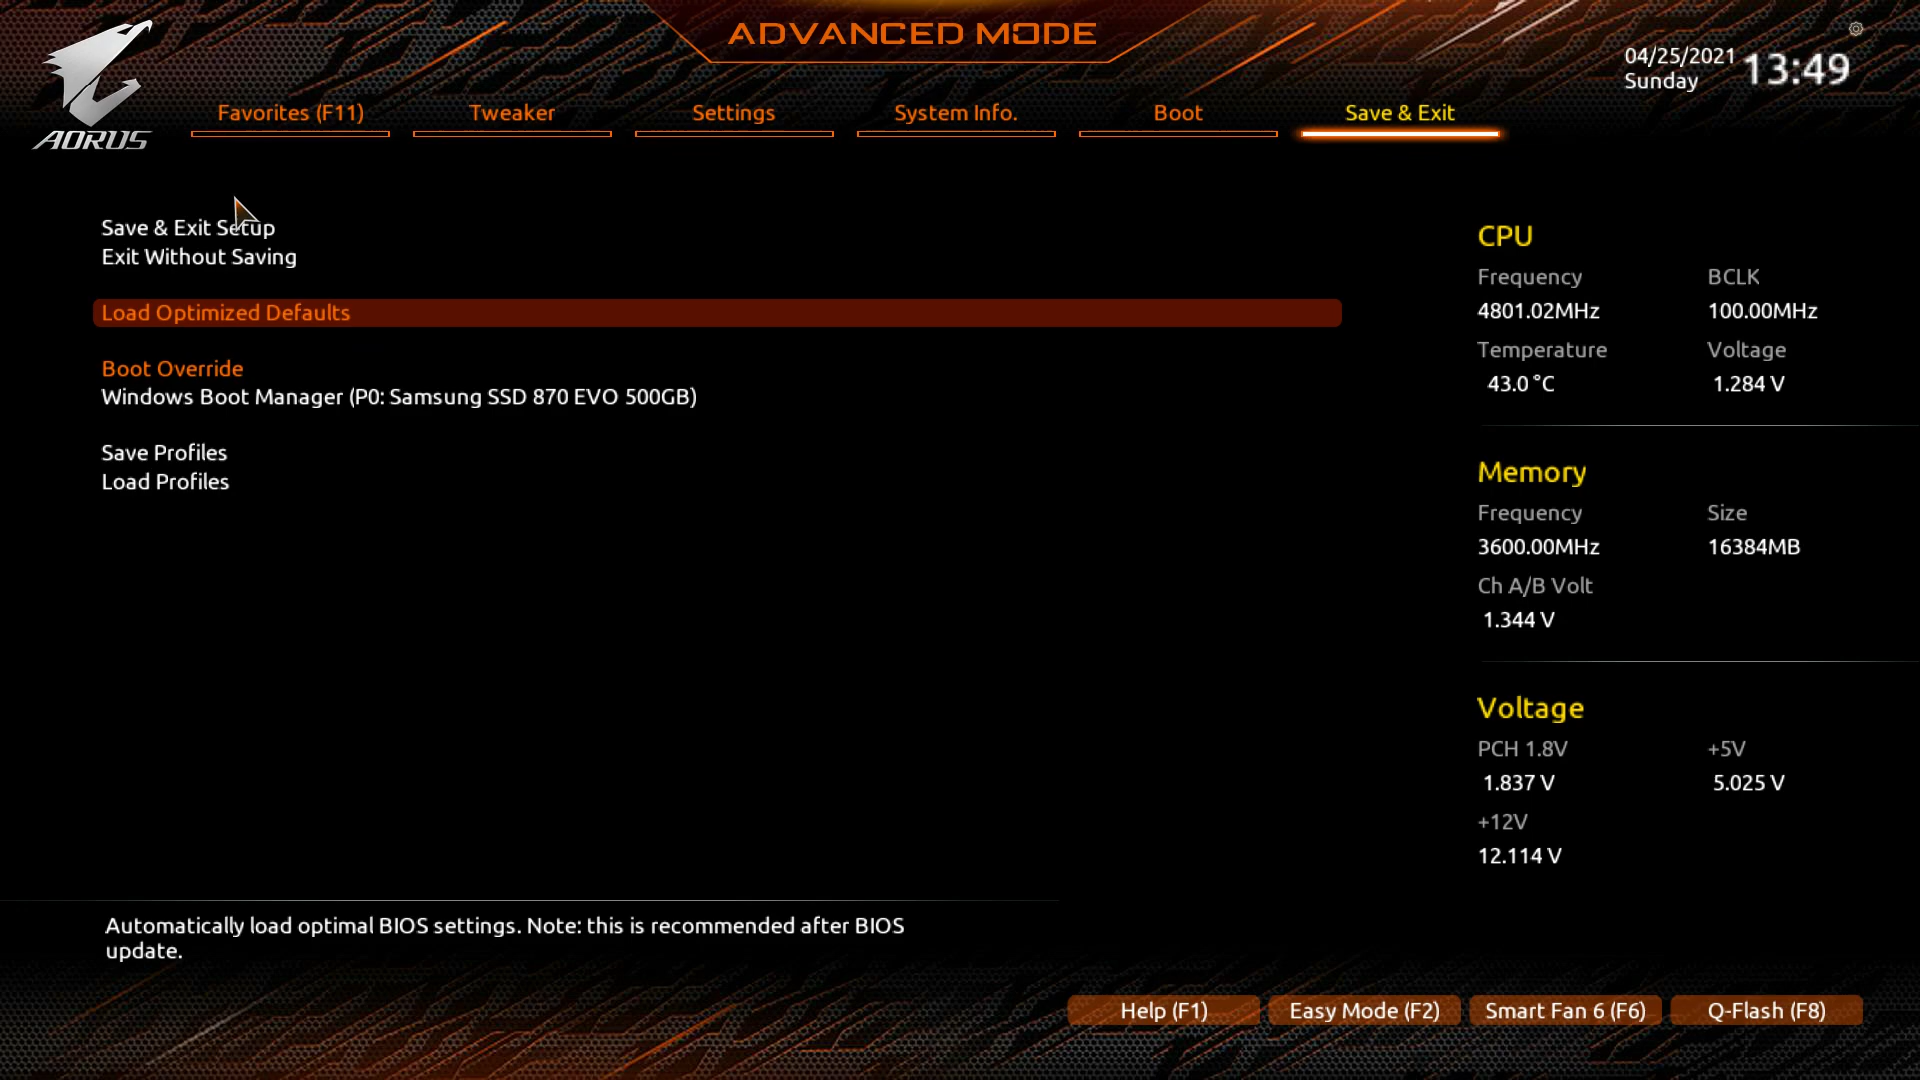 ADVANCED MODE
AORUS
04/25/2021
Sunday
13:49
Favorites (F11)
Tweaker
Settings
System Info.
Boot
Save & Exit
Save & Exit Setup
Exit Without Saving
Load Optimized Defaults
Boot Override
Windows Boot Manager (P0: Samsung SSD 870 EVO 500GB)
Save Profiles
Load Profiles
CPU
Frequency BCLK
4801.02MHz 100.00MHz
Temperature Voltage
43.0 °C 1.284 V
Memory
Frequency Size
3600.00MHz 16384MB
Ch A/B Volt
1.344 V
Voltage
PCH 1.8V +5V
1.837 V 5.025 V
+12V
12.114 V
Automatically load optimal BIOS settings. Note: this is recommended after BIOS
update.
Help (F1)
Easy Mode (F2)
Smart Fan 6 (F6)
Q-Flash (F8)